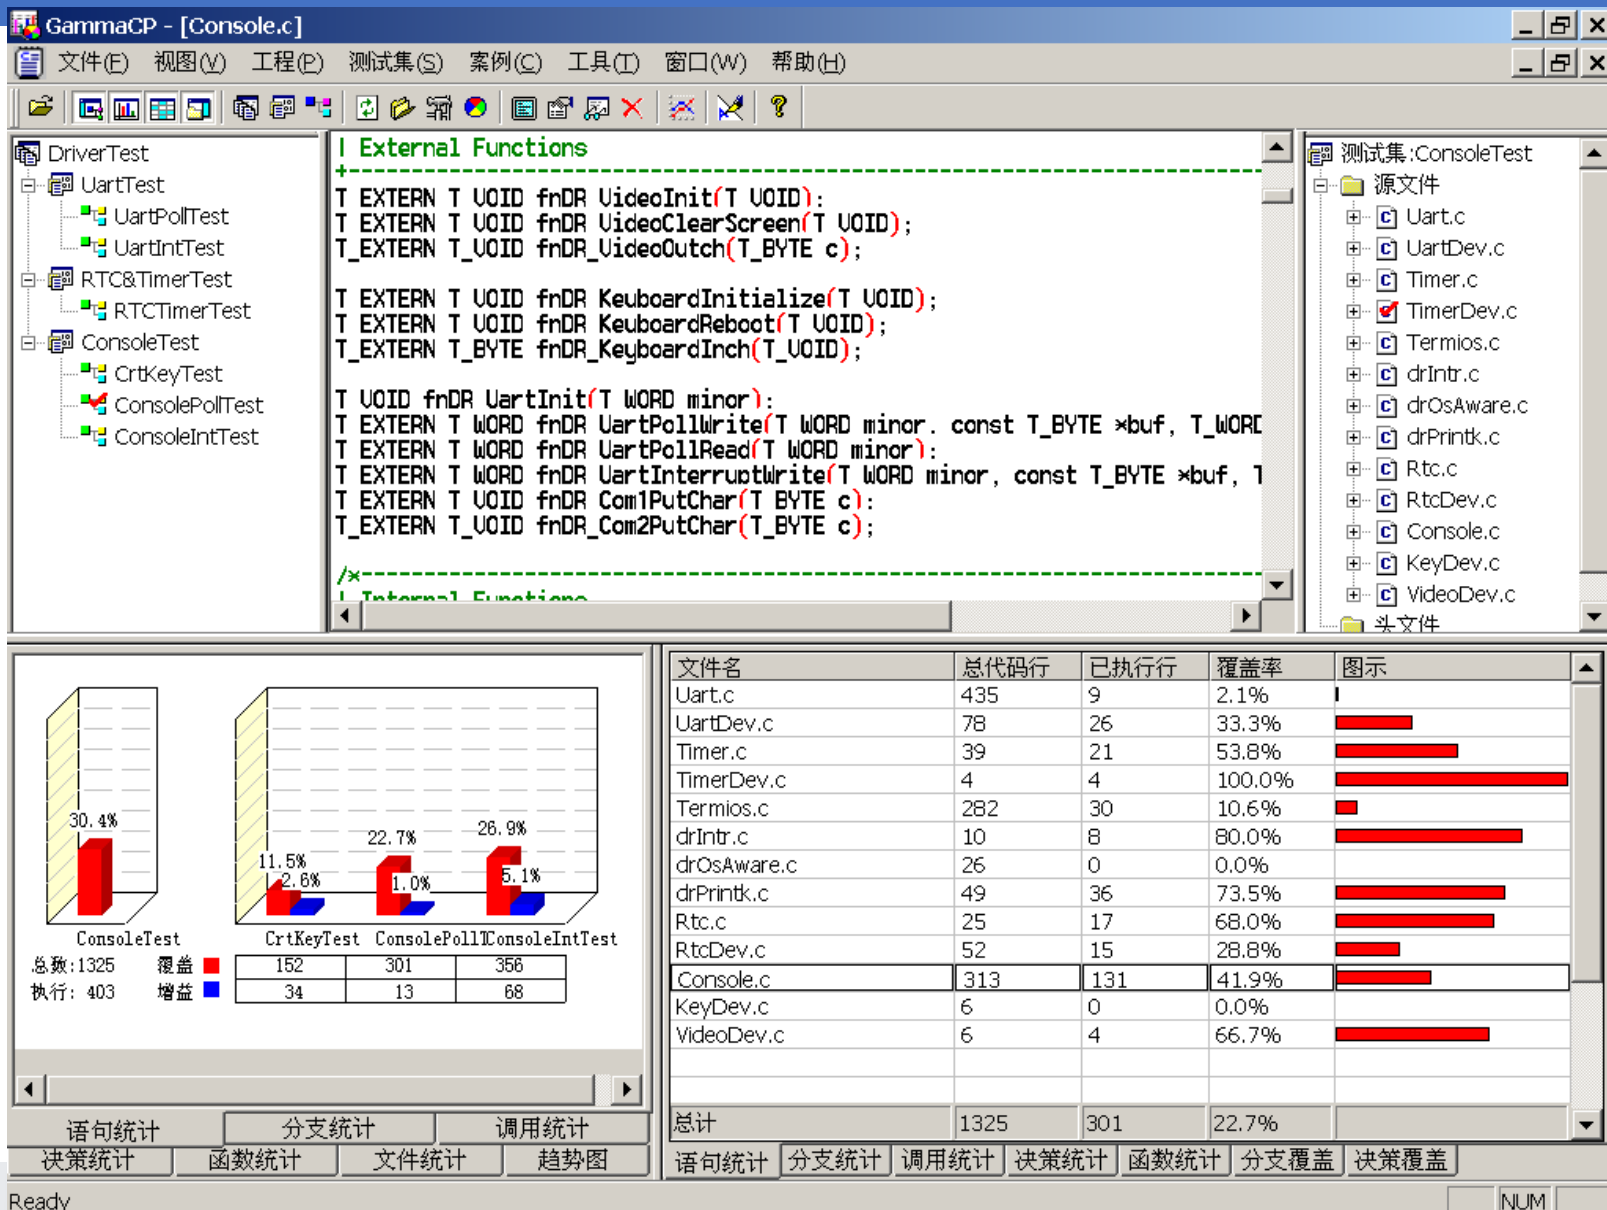 GammaCP - [Console.c]
文件(F) 视图(V) 工程(P) 测试集(S) 案例(C) 工具(T) 窗口(W) 帮助(H)
DriverTest
UartTest
UartPollTest
UartIntTest
RTC&TimerTest
RTCTimerTest
ConsoleTest
CrtKeyTest
ConsolePollTest
ConsoleIntTest
| External Functions
+-----------------------------------------------------------
T_EXTERN T_VOID fnDR_VideoInit(T_VOID);
T_EXTERN T_VOID fnDR_VideoClearScreen(T_VOID);
T_EXTERN T_VOID fnDR_VideoOutch(T_BYTE c);
T_EXTERN T_VOID fnDR_KeyboardInitialize(T_VOID);
T_EXTERN T_VOID fnDR_KeyboardReboot(T_VOID);
T_EXTERN T_BYTE fnDR_KeyboardInch(T_VOID);
T_VOID fnDR_UartInit(T_WORD minor);
T_EXTERN T_WORD fnDR_UartPollWrite(T_WORD minor, const T_BYTE *buf, T_WORD
T_EXTERN T_WORD fnDR_UartPollRead(T_WORD minor);
T_EXTERN T_WORD fnDR_UartInterruptWrite(T_WORD minor, const T_BYTE *buf, T
T_EXTERN T_VOID fnDR_Com1PutChar(T_BYTE c);
T_EXTERN T_VOID fnDR_Com2PutChar(T_BYTE c);
/*-----------------------------------------------------------
| Internal Functions
测试集:ConsoleTest
源文件
Uart.c
UartDev.c
Timer.c
TimerDev.c
Termios.c
drIntr.c
drOsAware.c
drPrintk.c
Rtc.c
RtcDev.c
Console.c
KeyDev.c
VideoDev.c
头文件
30.4%
11.5% 2.6% 22.7% 1.0% 26.9% 5.1%
ConsoleTest CrtKeyTest ConsolePollT ConsoleIntTest
总数:1325 覆盖 152 301 356
执行: 403 增益 34 13 68
语句统计 分支统计 调用统计
决策统计 函数统计 文件统计 趋势图
文件名 总代码行 已执行行 覆盖率 图示
Uart.c 435 9 2.1%
UartDev.c 78 26 33.3%
Timer.c 39 21 53.8%
TimerDev.c 4 4 100.0%
Termios.c 282 30 10.6%
drIntr.c 10 8 80.0%
drOsAware.c 26 0 0.0%
drPrintk.c 49 36 73.5%
Rtc.c 25 17 68.0%
RtcDev.c 52 15 28.8%
Console.c 313 131 41.9%
KeyDev.c 6 0 0.0%
VideoDev.c 6 4 66.7%
总计 1325 301 22.7%
语句统计 分支统计 调用统计 决策统计 函数统计 分支覆盖 决策覆盖
Ready NUM